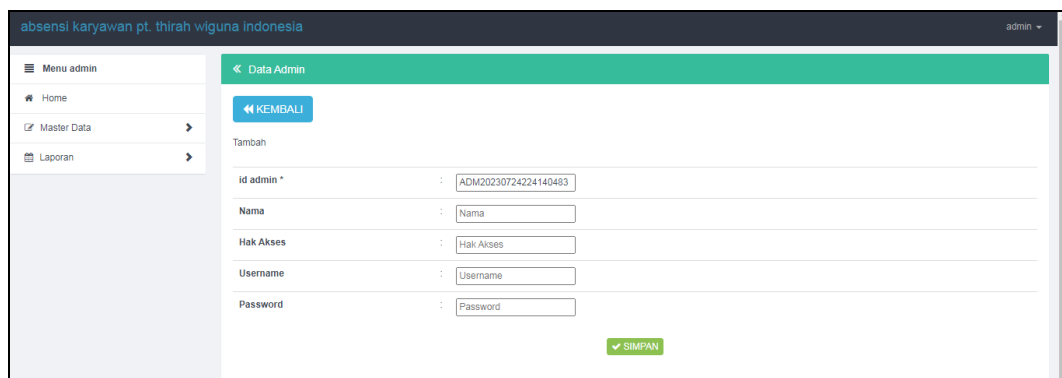 absensi karyawan pt. thirah wiguna indonesia
admin
Menu admin
Home
Master Data
Laporan
Data Admin
KEMBALI
Tambah
id admin * : ADM20230724224140483
Nama : Nama
Hak Akses : Hak Akses
Username : Username
Password : Password
SIMPAN